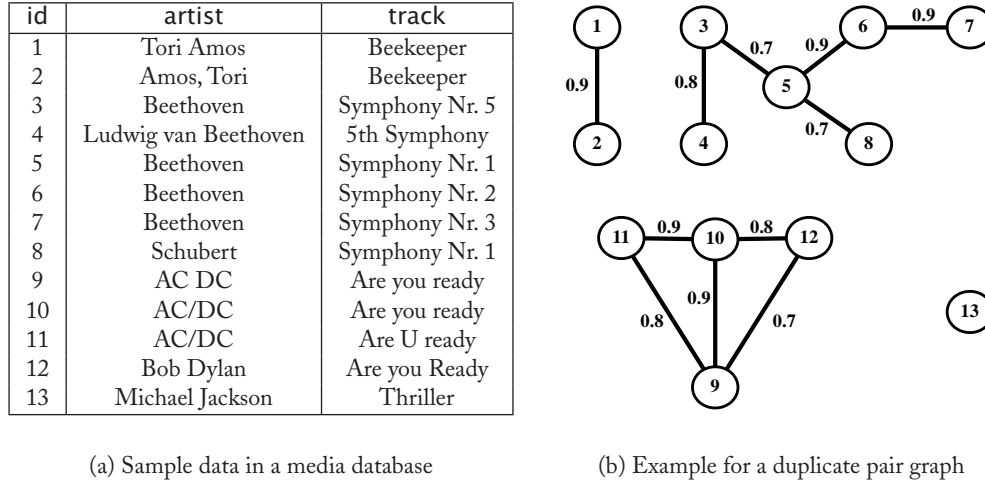 id artist track
1 Tori Amos Beekeeper
2 Amos, Tori Beekeeper
3 Beethoven Symphony Nr. 5
4 Ludwig van Beethoven 5th Symphony
5 Beethoven Symphony Nr. 1
6 Beethoven Symphony Nr. 2
7 Beethoven Symphony Nr. 3
8 Schubert Symphony Nr. 1
9 AC DC Are you ready
10 AC/DC Are you ready
11 AC/DC Are U ready
12 Bob Dylan Are you Ready
13 Michael Jackson Thriller
(a) Sample data in a media database
1 3 6 0.9 7
0.7 0.9
0.9 0.8 5
0.7
2 4 8
11 0.9 10 0.8 12
0.9
0.8 0.7
13
9
(b) Example for a duplicate pair graph